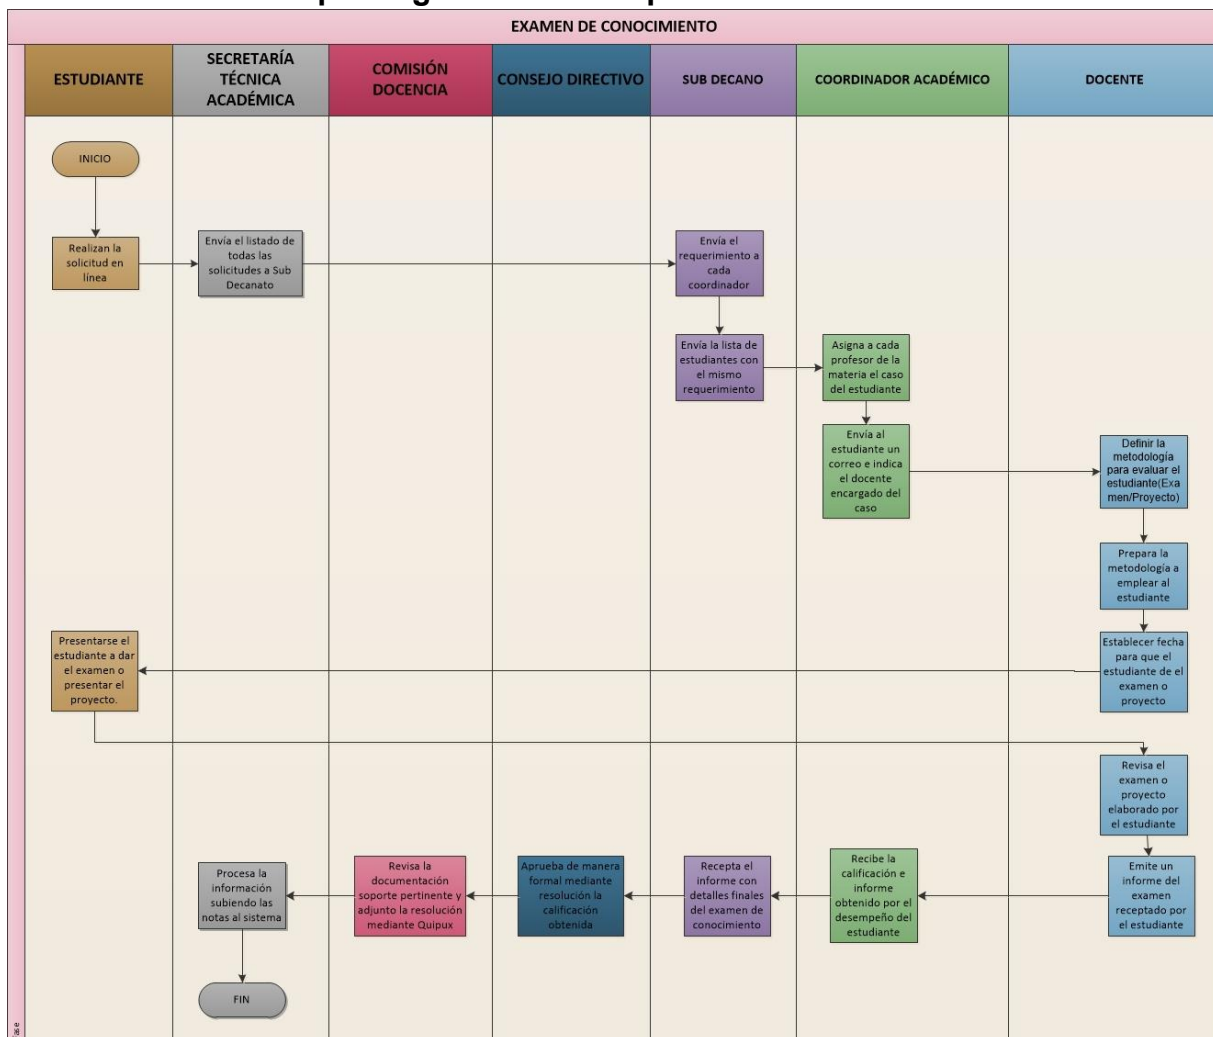 EXAMEN DE CONOCIMIENTO
ESTUDIANTE
SECRETARÍA
TÉCNICA
ACADÉMICA
COMISIÓN
DOCENCIA
CONSEJO DIRECTIVO
SUB DECANO
COORDINADOR ACADÉMICO
DOCENTE
INICIO
Realizan la
solicitud en
línea
Envía el listado de
todas las
solicitudes a Sub
Decanato
Envía el
requerimiento a
cada
coordinador
Envía la lista de
estudiantes con
el mismo
requerimiento
Asigna a cada
profesor de la
materia el caso
del estudiante
Envía al
estudiante un
correo e indica
el docente
encargado del
caso
Definir la
metodología
para evaluar el
estudiante(Exa
men/Proyecto)
Prepara la
metodología a
emplear al
estudiante
Establecer fecha
para que el
estudiante de el
examen o
proyecto
Presentarse el
estudiante a dar
el examen o
presentar el
proyecto.
Revisa el
examen o
proyecto
elaborado por
el estudiante
Emite un
informe del
examen
receptado por
el estudiante
Recibe la
calificación e
informe
obtenido por el
desempeño del
estudiante
Recepta el
informe con
detalles finales
del examen de
conocimiento
Aprueba de manera
formal mediante
resolución la
calificación
obtenida
Revisa la
documentación
soporte pertinente y
adjunto la resolución
mediante Quipux
Procesa la
información
subiendo las
notas al sistema
FIN